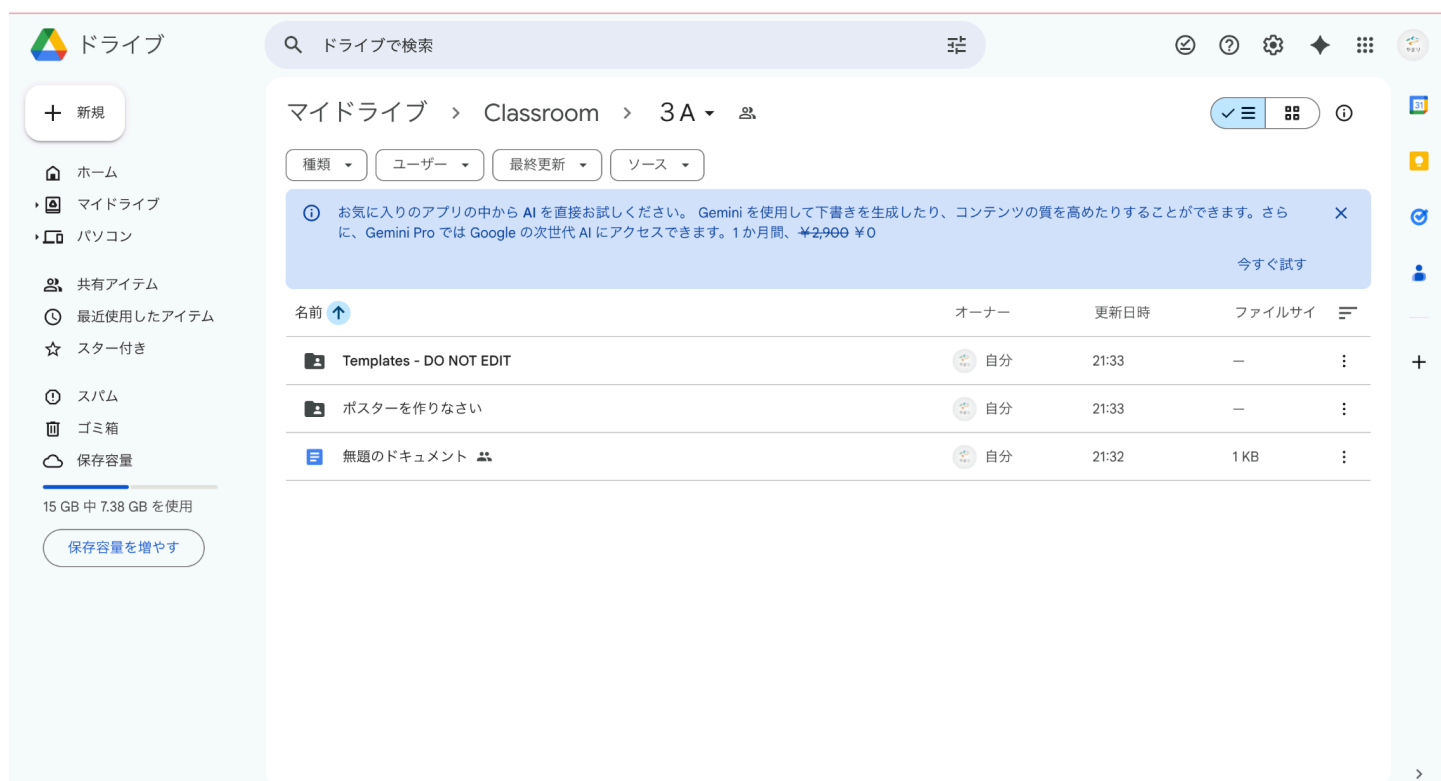 ドライブ
ドライブで検索
新規
マイドライブ > Classroom > 3 A
ホーム
マイドライブ
パソコン
共有アイテム
最近使用したアイテム
スター付き
スパム
ゴミ箱
保存容量
15 GB 中 7.38 GB を使用
保存容量を増やす
種類
ユーザー
最終更新
ソース
お気に入りのアプリの中から AI を直接お試しください。 Gemini を使用して下書きを生成したり、コンテンツの質を高めたりすることができます。さら
に、Gemini Pro では Google の次世代 AI にアクセスできます。1 か月間、¥2,900 ¥0
今すぐ試す
名前 オーナー 更新日時 ファイルサイ
Templates - DO NOT EDIT 自分 21:33 —
ポスターを作りなさい 自分 21:33 —
無題のドキュメント 自分 21:32 1 KB
31